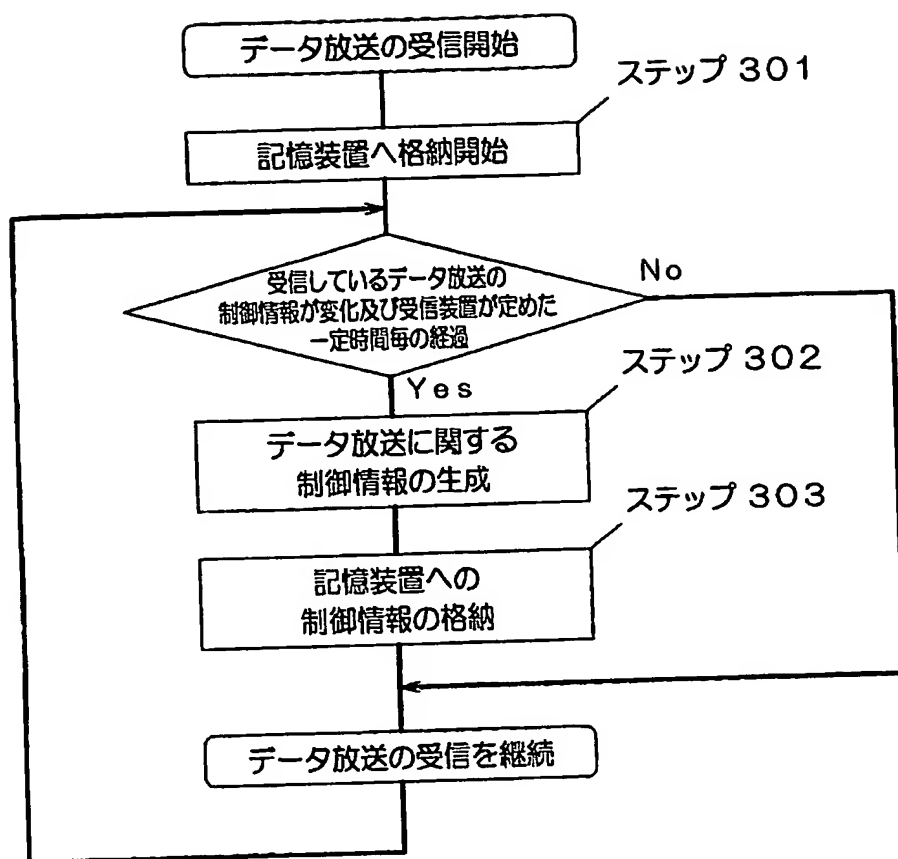 データ放送の受信開始
ステップ 301
記憶装置へ格納開始
受信しているデータ放送の
制御情報が変化及び受信装置が定めた
一定時間毎の経過
No
Yes
ステップ 302
データ放送に関する
制御情報の生成
ステップ 303
記憶装置への
制御情報の格納
データ放送の受信を継続